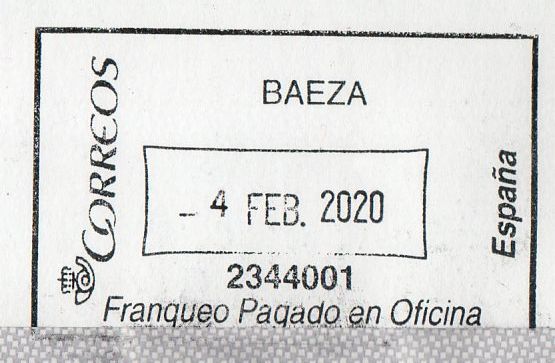 CORREOS
BAEZA
- 4 FEB. 2020
2344001
España
Franqueo Pagado en Oficina